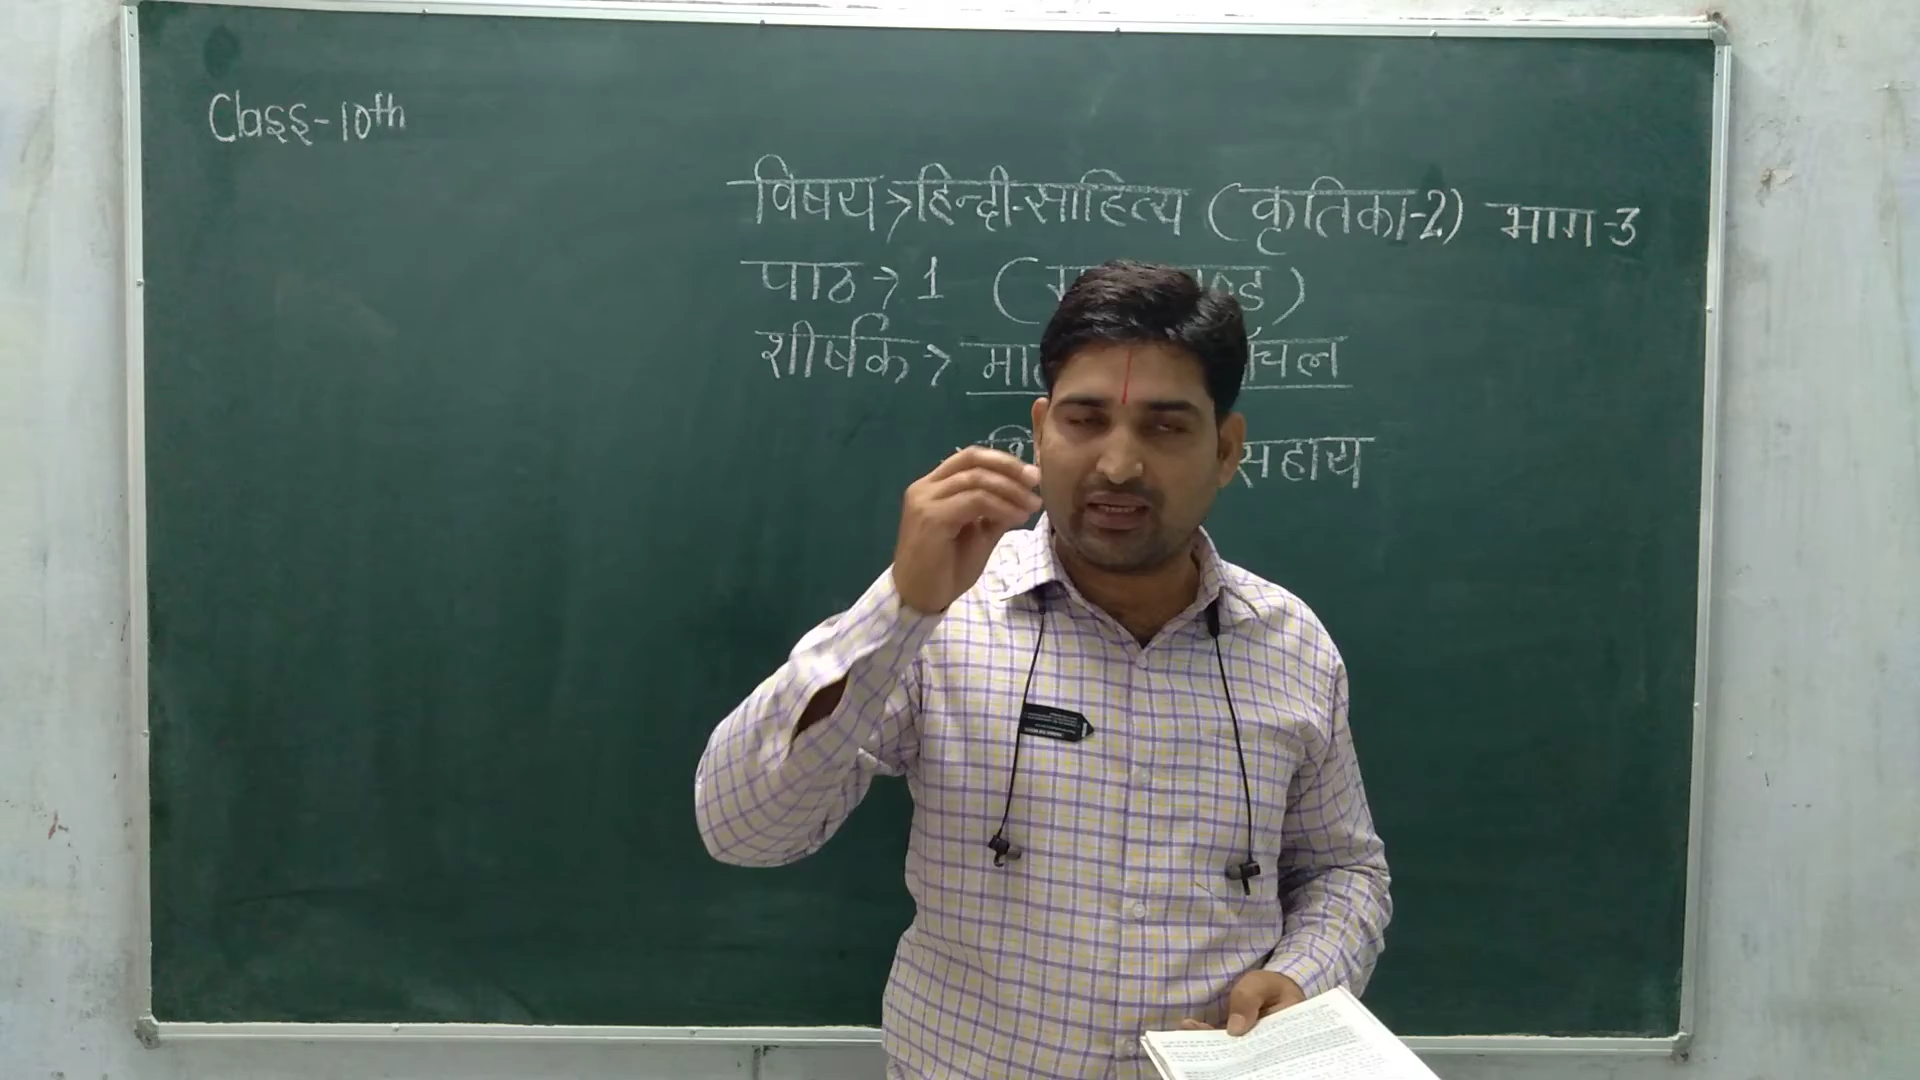 Class-10th
विषय → हिन्दी-साहित्य (कृतिका-2) भाग-3
पाठ → 1
शीर्षक →
सहाय